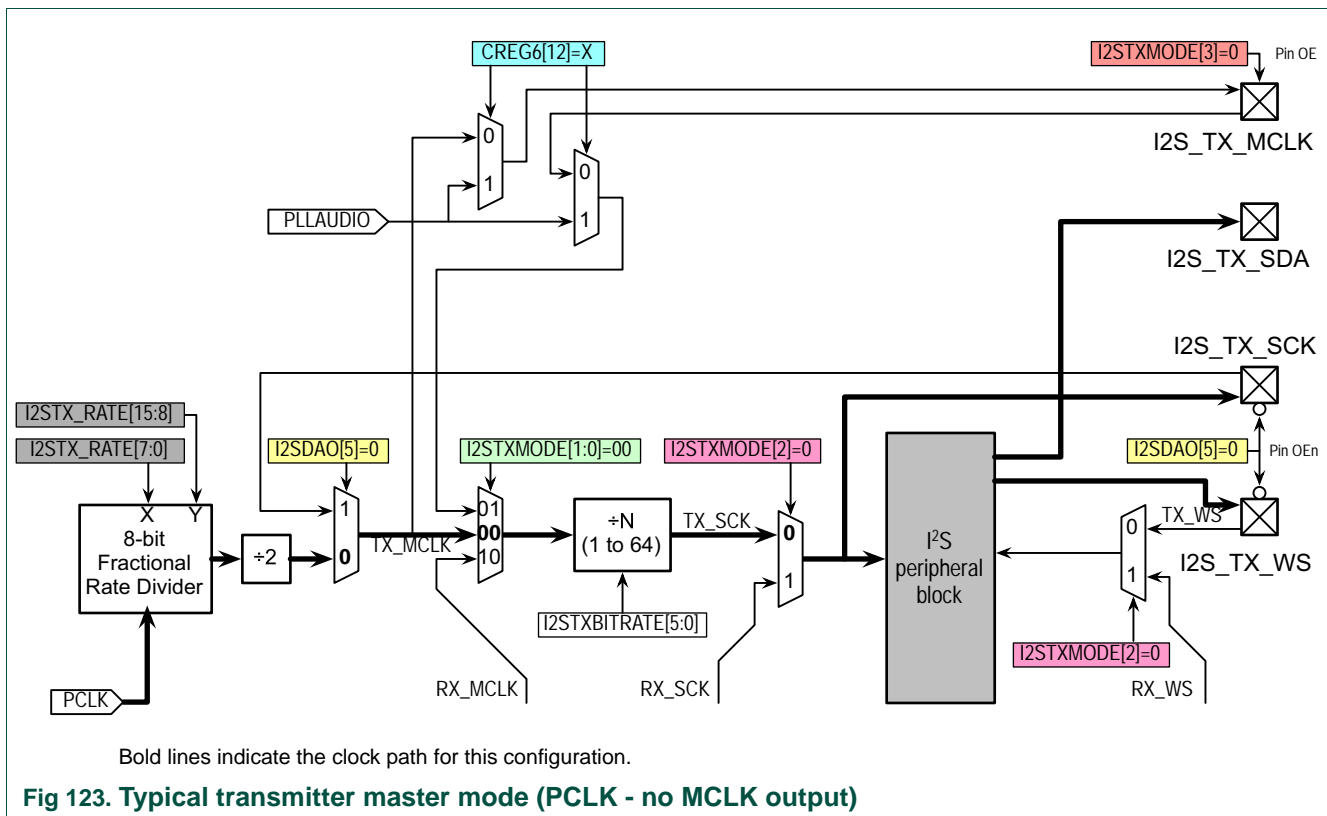 CREG6[12]=X
I2STXMODE[3]=0
Pin OE
0
1
0
1
I2S_TX_MCLK
PLLAUDIO
I2S_TX_SDA
I2S_TX_SCK
I2STX_RATE[15:8]
I2STX_RATE[7:0]
I2SDAO[5]=0
I2STXMODE[1:0]=00
I2STXMODE[2]=0
I2SDAO[5]=0
Pin OEn
X Y
8-bit
Fractional
Rate Divider
÷2
1
0
TX_MCLK
01
00
10
÷N
(1 to 64)
TX_SCK
0
1
I2S
peripheral
block
TX_WS
0
1
I2S_TX_WS
I2STXBITRATE[5:0]
I2STXMODE[2]=0
PCLK
RX_MCLK
RX_SCK
RX_WS
Bold lines indicate the clock path for this configuration.
Fig 123. Typical transmitter master mode (PCLK - no MCLK output)